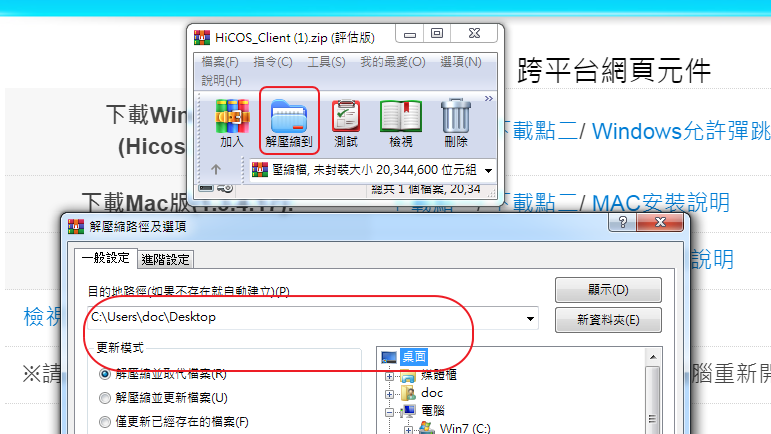 HiCOS_Client (1).zip (評估版)
檔案(F) 指令(C) 工具(S) 我的最愛(O) 選項(N)
說明(H)
加入 解壓縮到 測試 檢視 刪除
壓縮檔, 未封裝大小 20,344,600 位元組
總共 1 個檔案, 20,34
跨平台網頁元件
下載Win
(Hicos
下載點二/ Windows允許彈跳
下載Mac版
下載點二/ MAC安裝說明
說明
檢視
※請
腦重新開
解壓縮路徑及選項
一般設定 進階設定
目的地路徑(如果不存在就自動建立)(P)
顯示(D)
C:\Users\doc\Desktop
新資料夾(E)
更新模式
解壓縮並取代檔案(R)
解壓縮並更新檔案(U)
僅更新已經存在的檔案(F)
桌面
媒體櫃
doc
電腦
Win7 (C:)